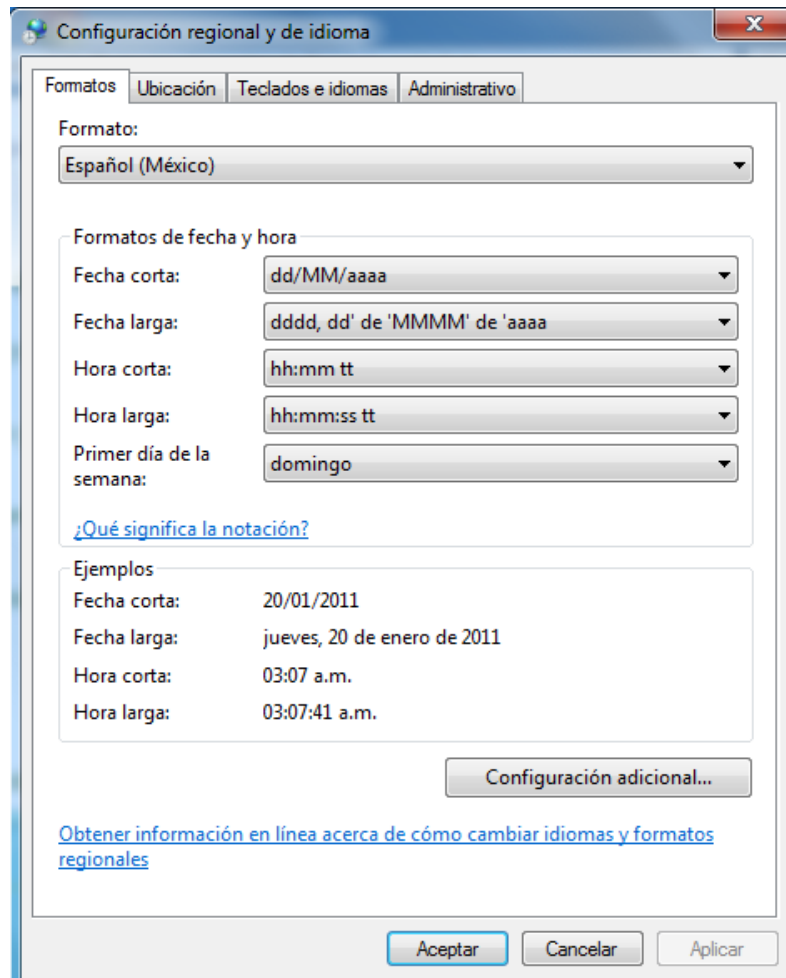 Configuración regional y de idioma
Formatos Ubicación Teclados e idiomas Administrativo
Formato:
Español (México)
Formatos de fecha y hora
Fecha corta: dd/MM/aaaa
Fecha larga: dddd, dd' de 'MMMM' de 'aaaa
Hora corta: hh:mm tt
Hora larga: hh:mm:ss tt
Primer día de la
semana: domingo
¿Qué significa la notación?
Ejemplos
Fecha corta: 20/01/2011
Fecha larga: jueves, 20 de enero de 2011
Hora corta: 03:07 a.m.
Hora larga: 03:07:41 a.m.
Configuración adicional...
Obtener información en línea acerca de cómo cambiar idiomas y formatos
regionales
Aceptar Cancelar Aplicar